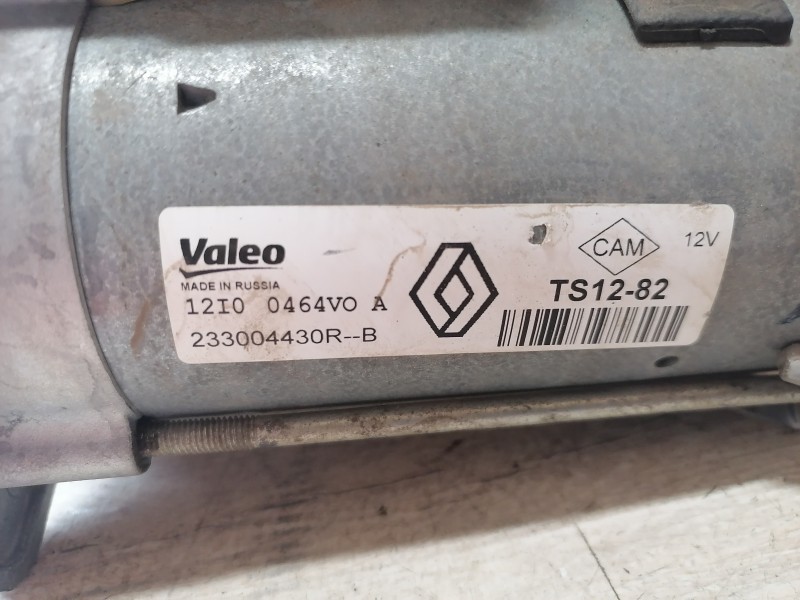 Valeo
MADE IN RUSSIA
12I0 0464VO A
233004430R--B
CAM
12V
TS12-82